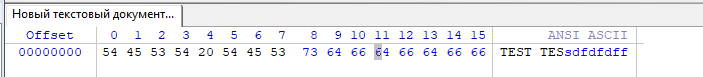 Новый текстовый документ...
Offset 0 1 2 3 4 5 6 7 8 9 10 11 12 13 14 15 ANSI ASCII
00000000 54 45 53 54 20 54 45 53 73 64 66 64 66 64 66 66 TEST TESsdfdfdff